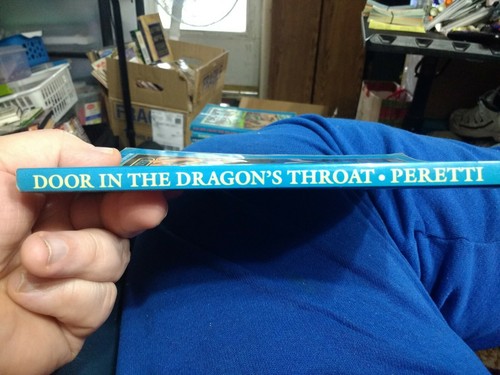 DOOR IN THE DRAGON'S THROAT • PERETTI